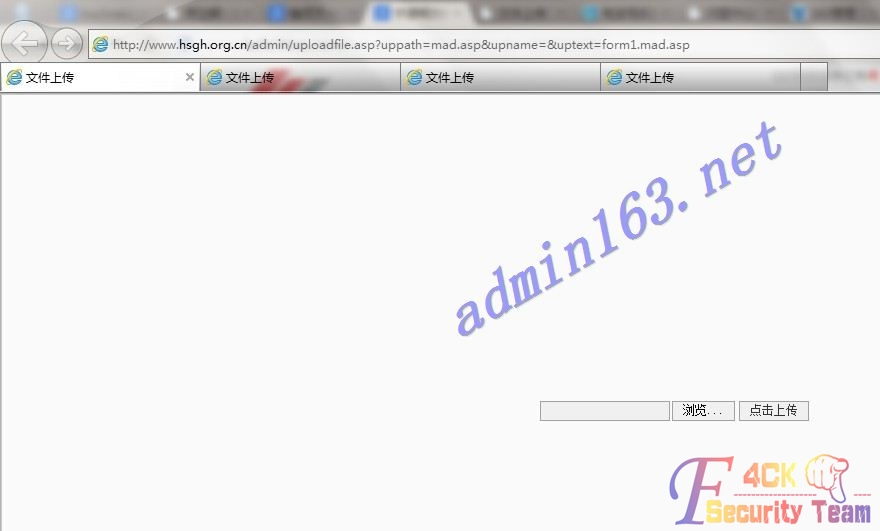 http://www.hsgh.org.cn/admin/uploadfile.asp?uppath=mad.asp&upname=&uptext=form1.mad.asp
文件上传
文件上传
文件上传
文件上传
admin163.net
浏览...
点击上传
F4CK
Security Team